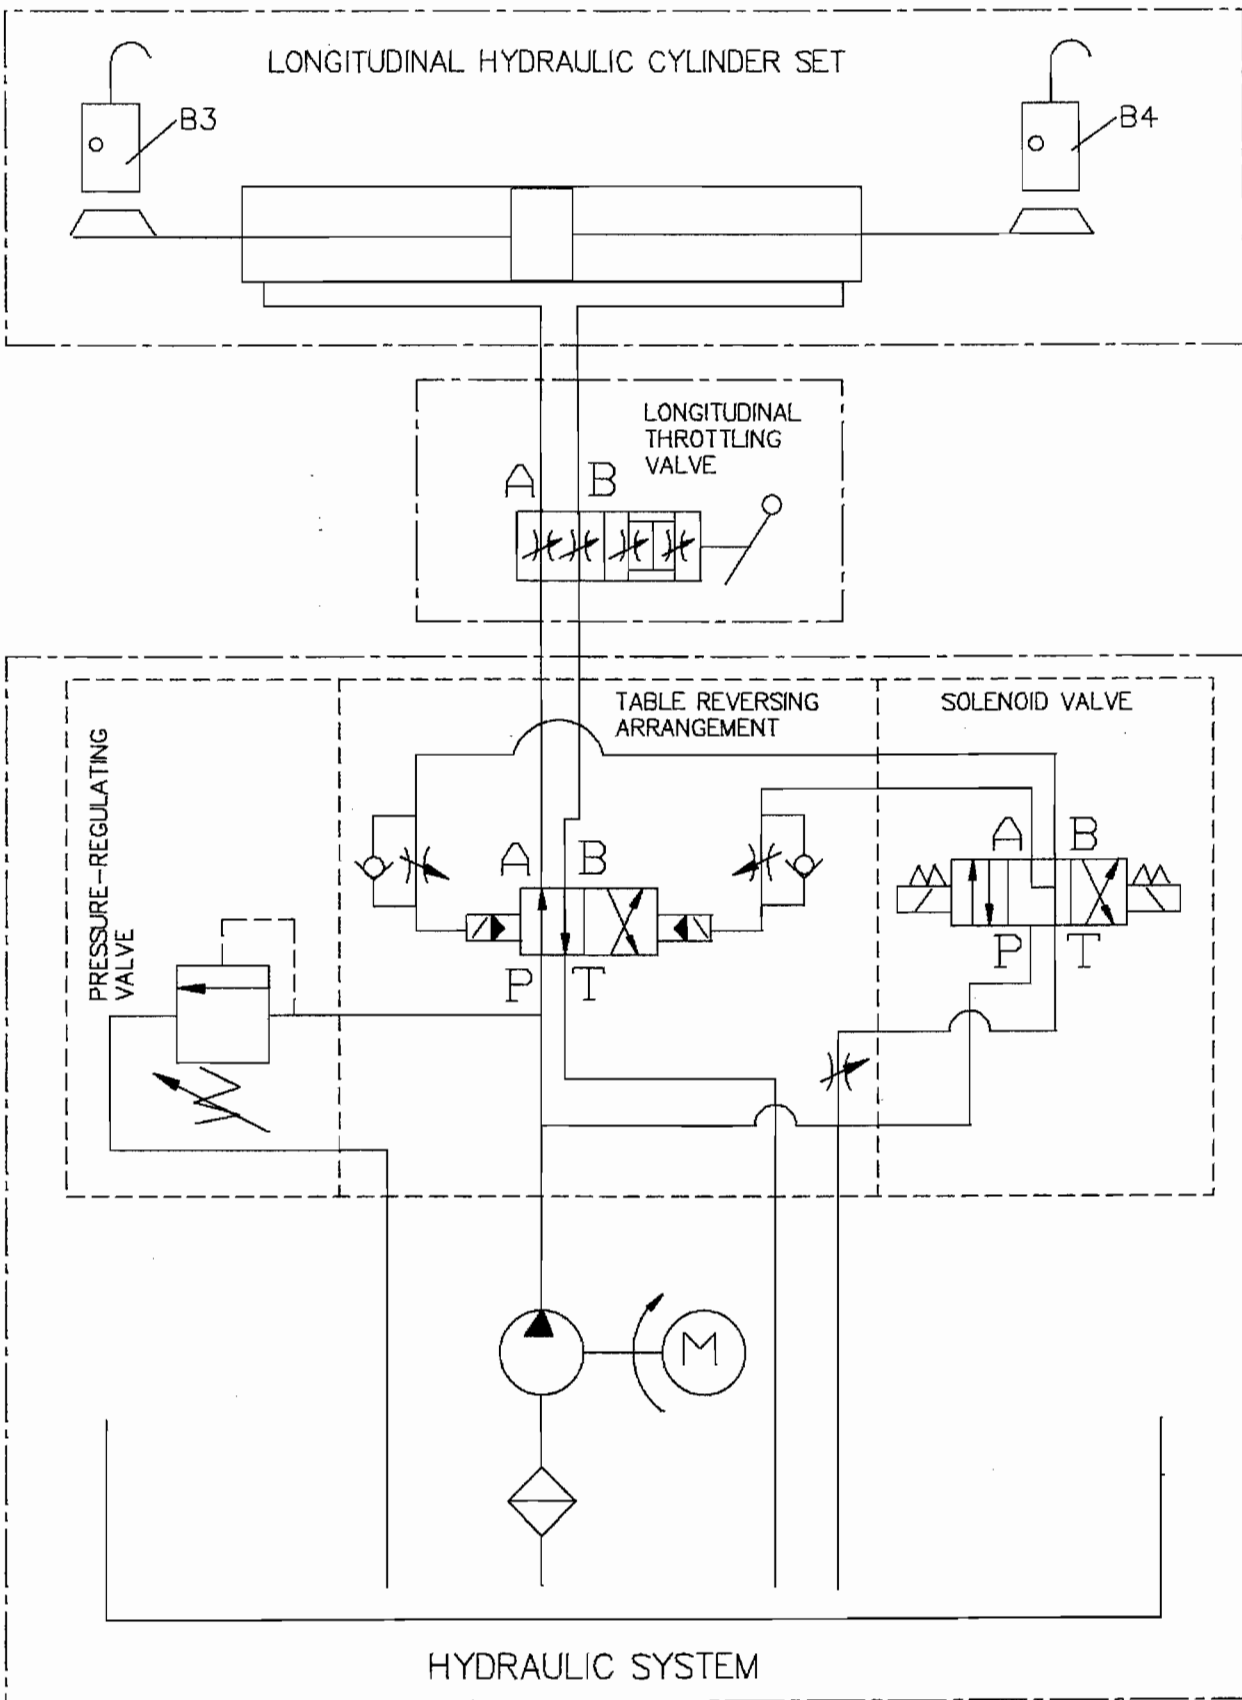 LONGITUDINAL HYDRAULIC CYLINDER SET
B3
B4
LONGITUDINAL
THROTTLING
VALVE
A B
TABLE REVERSING
ARRANGEMENT
SOLENOID VALVE
PRESSURE-REGULATING
VALVE
A B
P T
A B
P T
M
HYDRAULIC SYSTEM